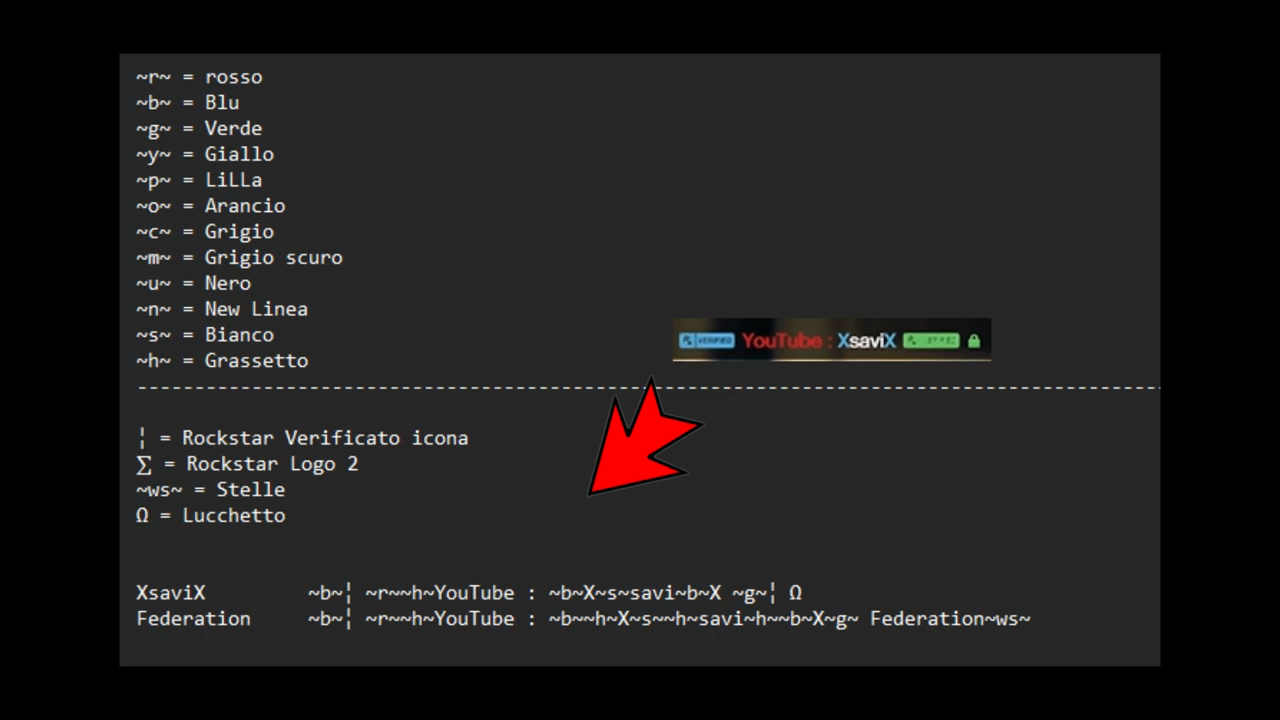 ~r~ = rosso
~b~ = Blu
~g~ = Verde
~y~ = Giallo
~p~ = LiLLa
~o~ = Arancio
~c~ = Grigio
~m~ = Grigio scuro
~u~ = Nero
~n~ = New Linea
~s~ = Bianco
~h~ = Grassetto
VERIFIED YouTube : XsaviX
-----------------------------------------------------------------------------------------
¦ = Rockstar Verificato icona
∑ = Rockstar Logo 2
~ws~ = Stelle
Ω = Lucchetto
XsaviX ~b~¦ ~r~~h~YouTube : ~b~X~s~savi~b~X ~g~¦ Ω
Federation ~b~¦ ~r~~h~YouTube : ~b~~h~X~s~~h~savi~h~~b~X~g~ Federation~ws~